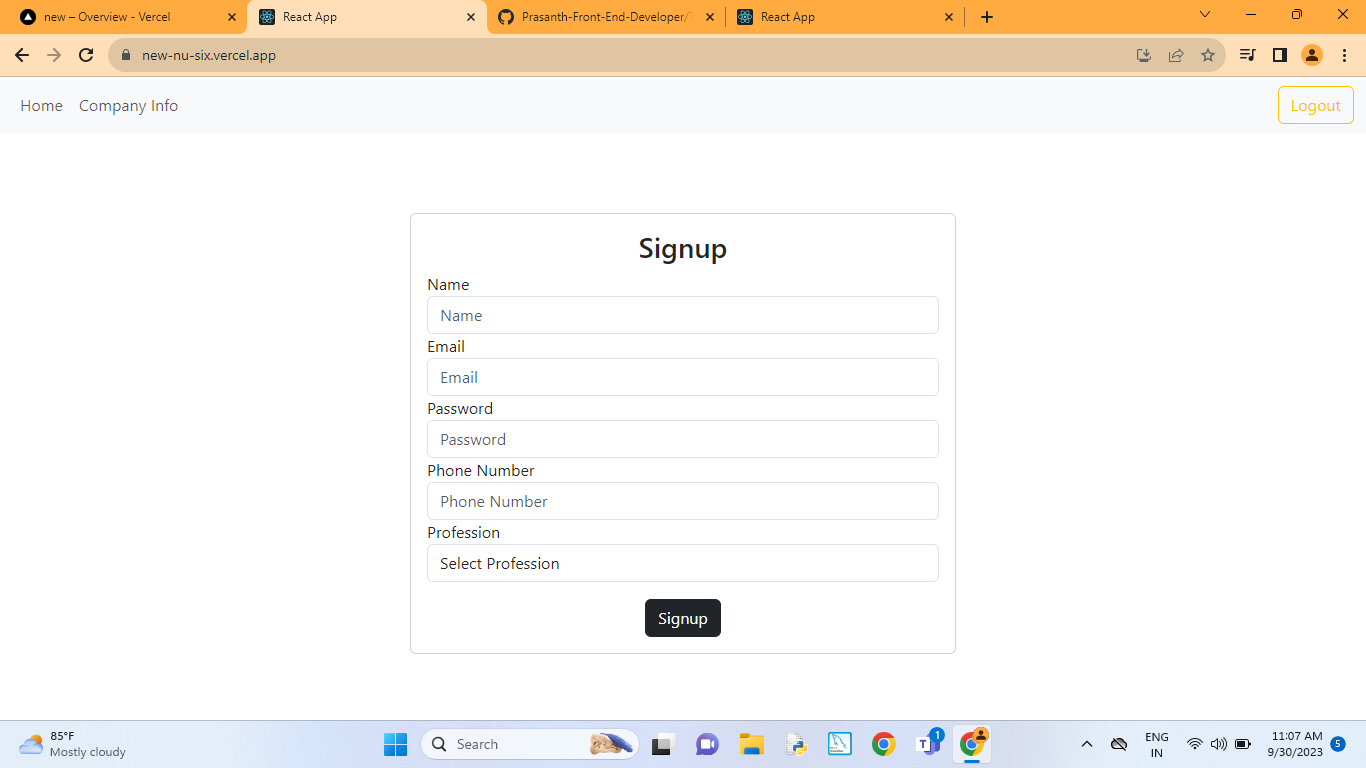 new – Overview - Vercel
React App
Prasanth-Front-End-Developer/
React App
new-nu-six.vercel.app
Home
Company Info
Logout
Signup
Name
Name
Email
Email
Password
Password
Phone Number
Phone Number
Profession
Select Profession
Signup
85°F
Mostly cloudy
Search
1
ENG
IN
11:07 AM
9/30/2023
5